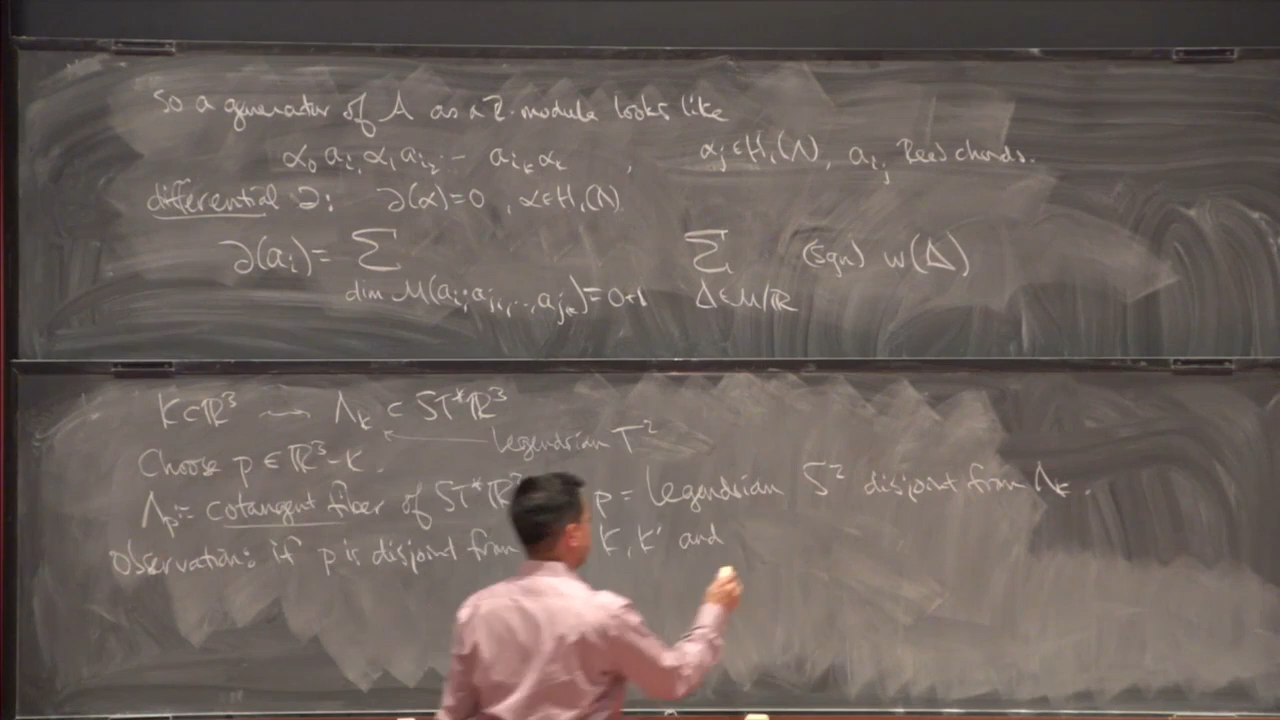 So a generator of A as a Z-module looks like
α₀ a_{i₁} α₁ a_{i₂} ⋯ a_{i_k} α_k , α_j ∈ H₁(Λ), a_{i_j} Reeb chords.
differential ∂: ∂(α)=0 , α∈H₁(Λ)
∂(a_i) = Σ_{dim M(a_i; a_{j₁},..., a_{j_k})=0+1} Σ_{Δ∈M/ℝ} (sgn) w(Δ)
K⊂ℝ³ ⟿ Λ_K ⊂ ST*ℝ³
Legendrian T²
Choose p ∈ ℝ³-K.
Λ_p := cotangent fiber of ST*ℝ³ p = Legendrian S² disjoint from Λ_K.
Observation: if p is disjoint from K, K' and